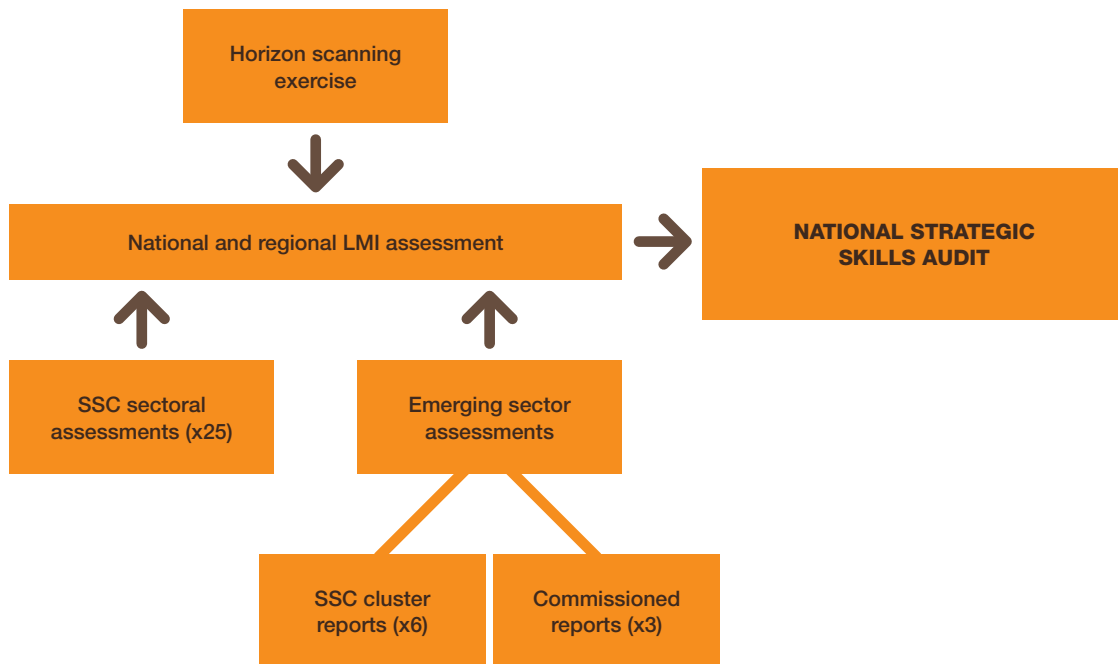 Horizon scanning
exercise
National and regional LMI assessment
NATIONAL STRATEGIC
SKILLS AUDIT
SSC sectoral
assessments (x25)
Emerging sector
assessments
SSC cluster
reports (x6)
Commissioned
reports (x3)